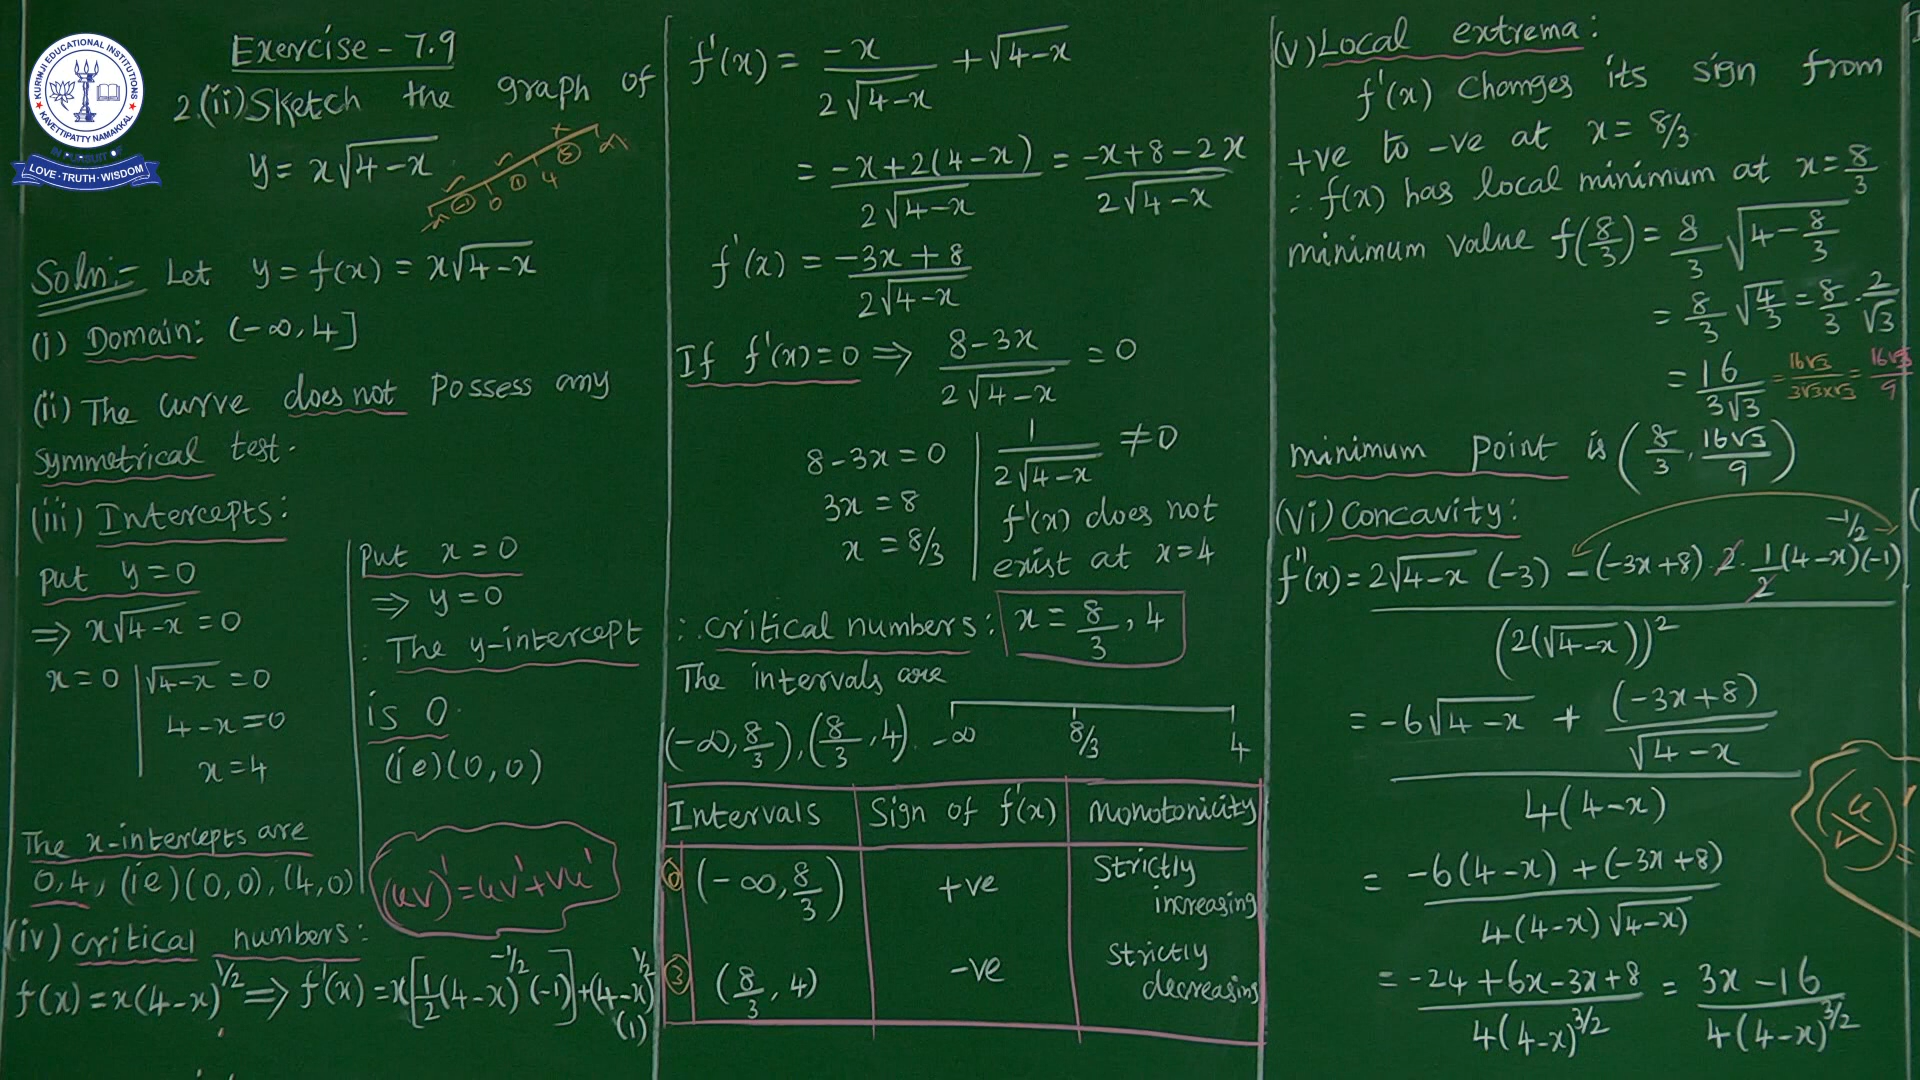 KURINJI EDUCATIONAL INSTITUTIONS
KAVETTIPATTY NAMAKKAL
IN PURSUIT OF
LOVE · TRUTH · WISDOM
Exercise - 7.9
2.(ii) Sketch the graph of
y = x√(4-x)
-∞ (-1) 0 (1) 4 (5) ∞
Soln:= Let y = f(x) = x√(4-x)
(i) Domain: (-∞, 4]
(ii) The curve does not possess any
symmetrical test.
(iii) Intercepts:
put y = 0
⇒ x√(4-x) = 0
x = 0 | √(4-x) = 0
4-x = 0
x = 4
The x-intercepts are
0, 4, (ie) (0,0), (4,0)
put x = 0
⇒ y = 0
∴ The y-intercept
is 0.
(ie) (0,0)
(uv)' = uv' + vu'
(iv) critical numbers:
f(x) = x(4-x)^1/2 ⇒ f'(x) = x[1/2 (4-x)^-1/2 (-1)] + (4-x)^1/2 (1)
f'(x) = -x / 2√(4-x) + √(4-x)
= -x+2(4-x) / 2√(4-x) = -x+8-2x / 2√(4-x)
f'(x) = -3x+8 / 2√(4-x)
If f'(x) = 0 ⇒ 8-3x / 2√(4-x) = 0
8-3x = 0
3x = 8
x = 8/3
1 / 2√(4-x) ≠ 0
f'(x) does not
exist at x = 4
∴ critical numbers: x = 8/3, 4
The intervals are
(-∞, 8/3), (8/3, 4). -∞ 8/3 4
Intervals | Sign of f'(x) | Monotonicity
(0) (-∞, 8/3) | +ve | Strictly increasing
(3) (8/3, 4) | -ve | Strictly decreasing
(v) Local extrema:
f'(x) changes its sign from
+ve to -ve at x = 8/3.
∴ f(x) has local minimum at x = 8/3
minimum value f(8/3) = 8/3 √(4 - 8/3)
= 8/3 √(4/3) = 8/3 . 2/√3
= 16 / 3√3 = 16√3 / 3√3×√3 = 16√3 / 9
minimum point is (8/3, 16√3/9)
(vi) Concavity:
f''(x) = 2√(4-x) (-3) - (-3x+8) . 2 . 1/2 (4-x)^-1/2 (-1) / (2(√(4-x)))^2
= -6√(4-x) + (-3x+8)/√(4-x) / 4(4-x)
= -6(4-x) + (-3x+8) / 4(4-x)√(4-x)
= -24+6x-3x+8 / 4(4-x)^3/2 = 3x-16 / 4(4-x)^3/2
(u/v)' =